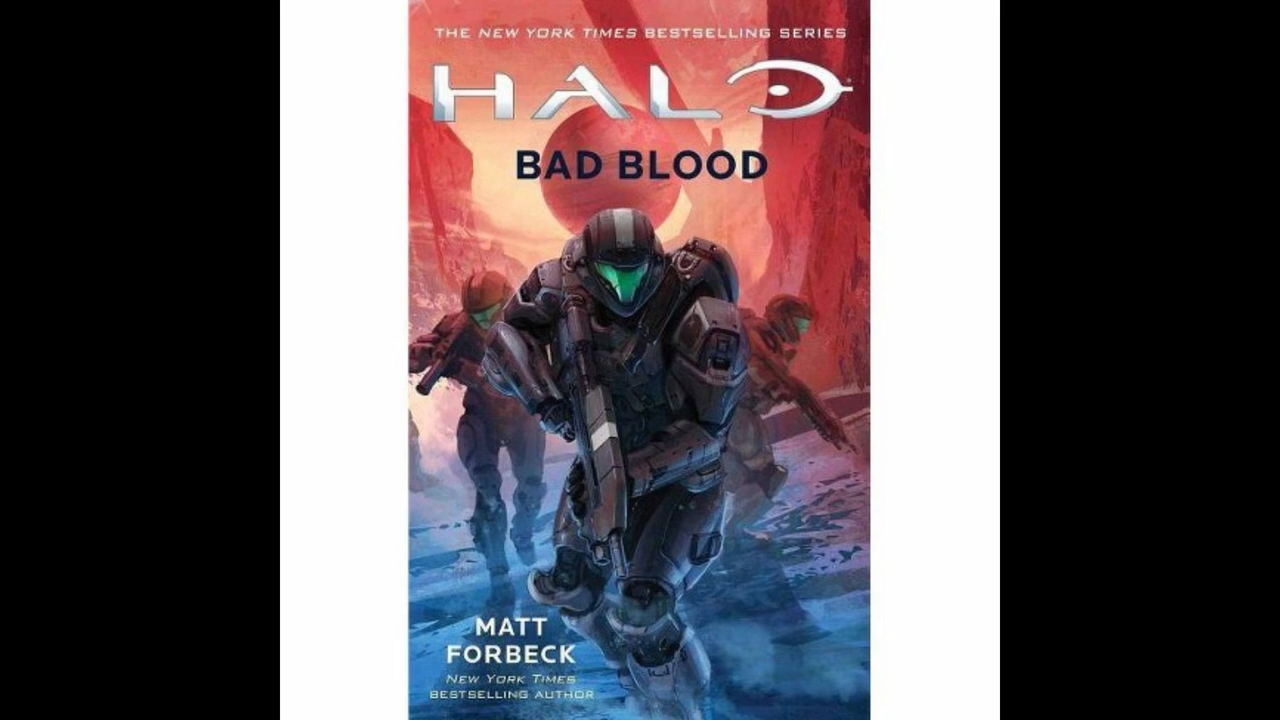 THE NEW YORK TIMES BESTSELLING SERIES
HALO
BAD BLOOD
MATT
FORBECK
NEW YORK TIMES
BESTSELLING AUTHOR